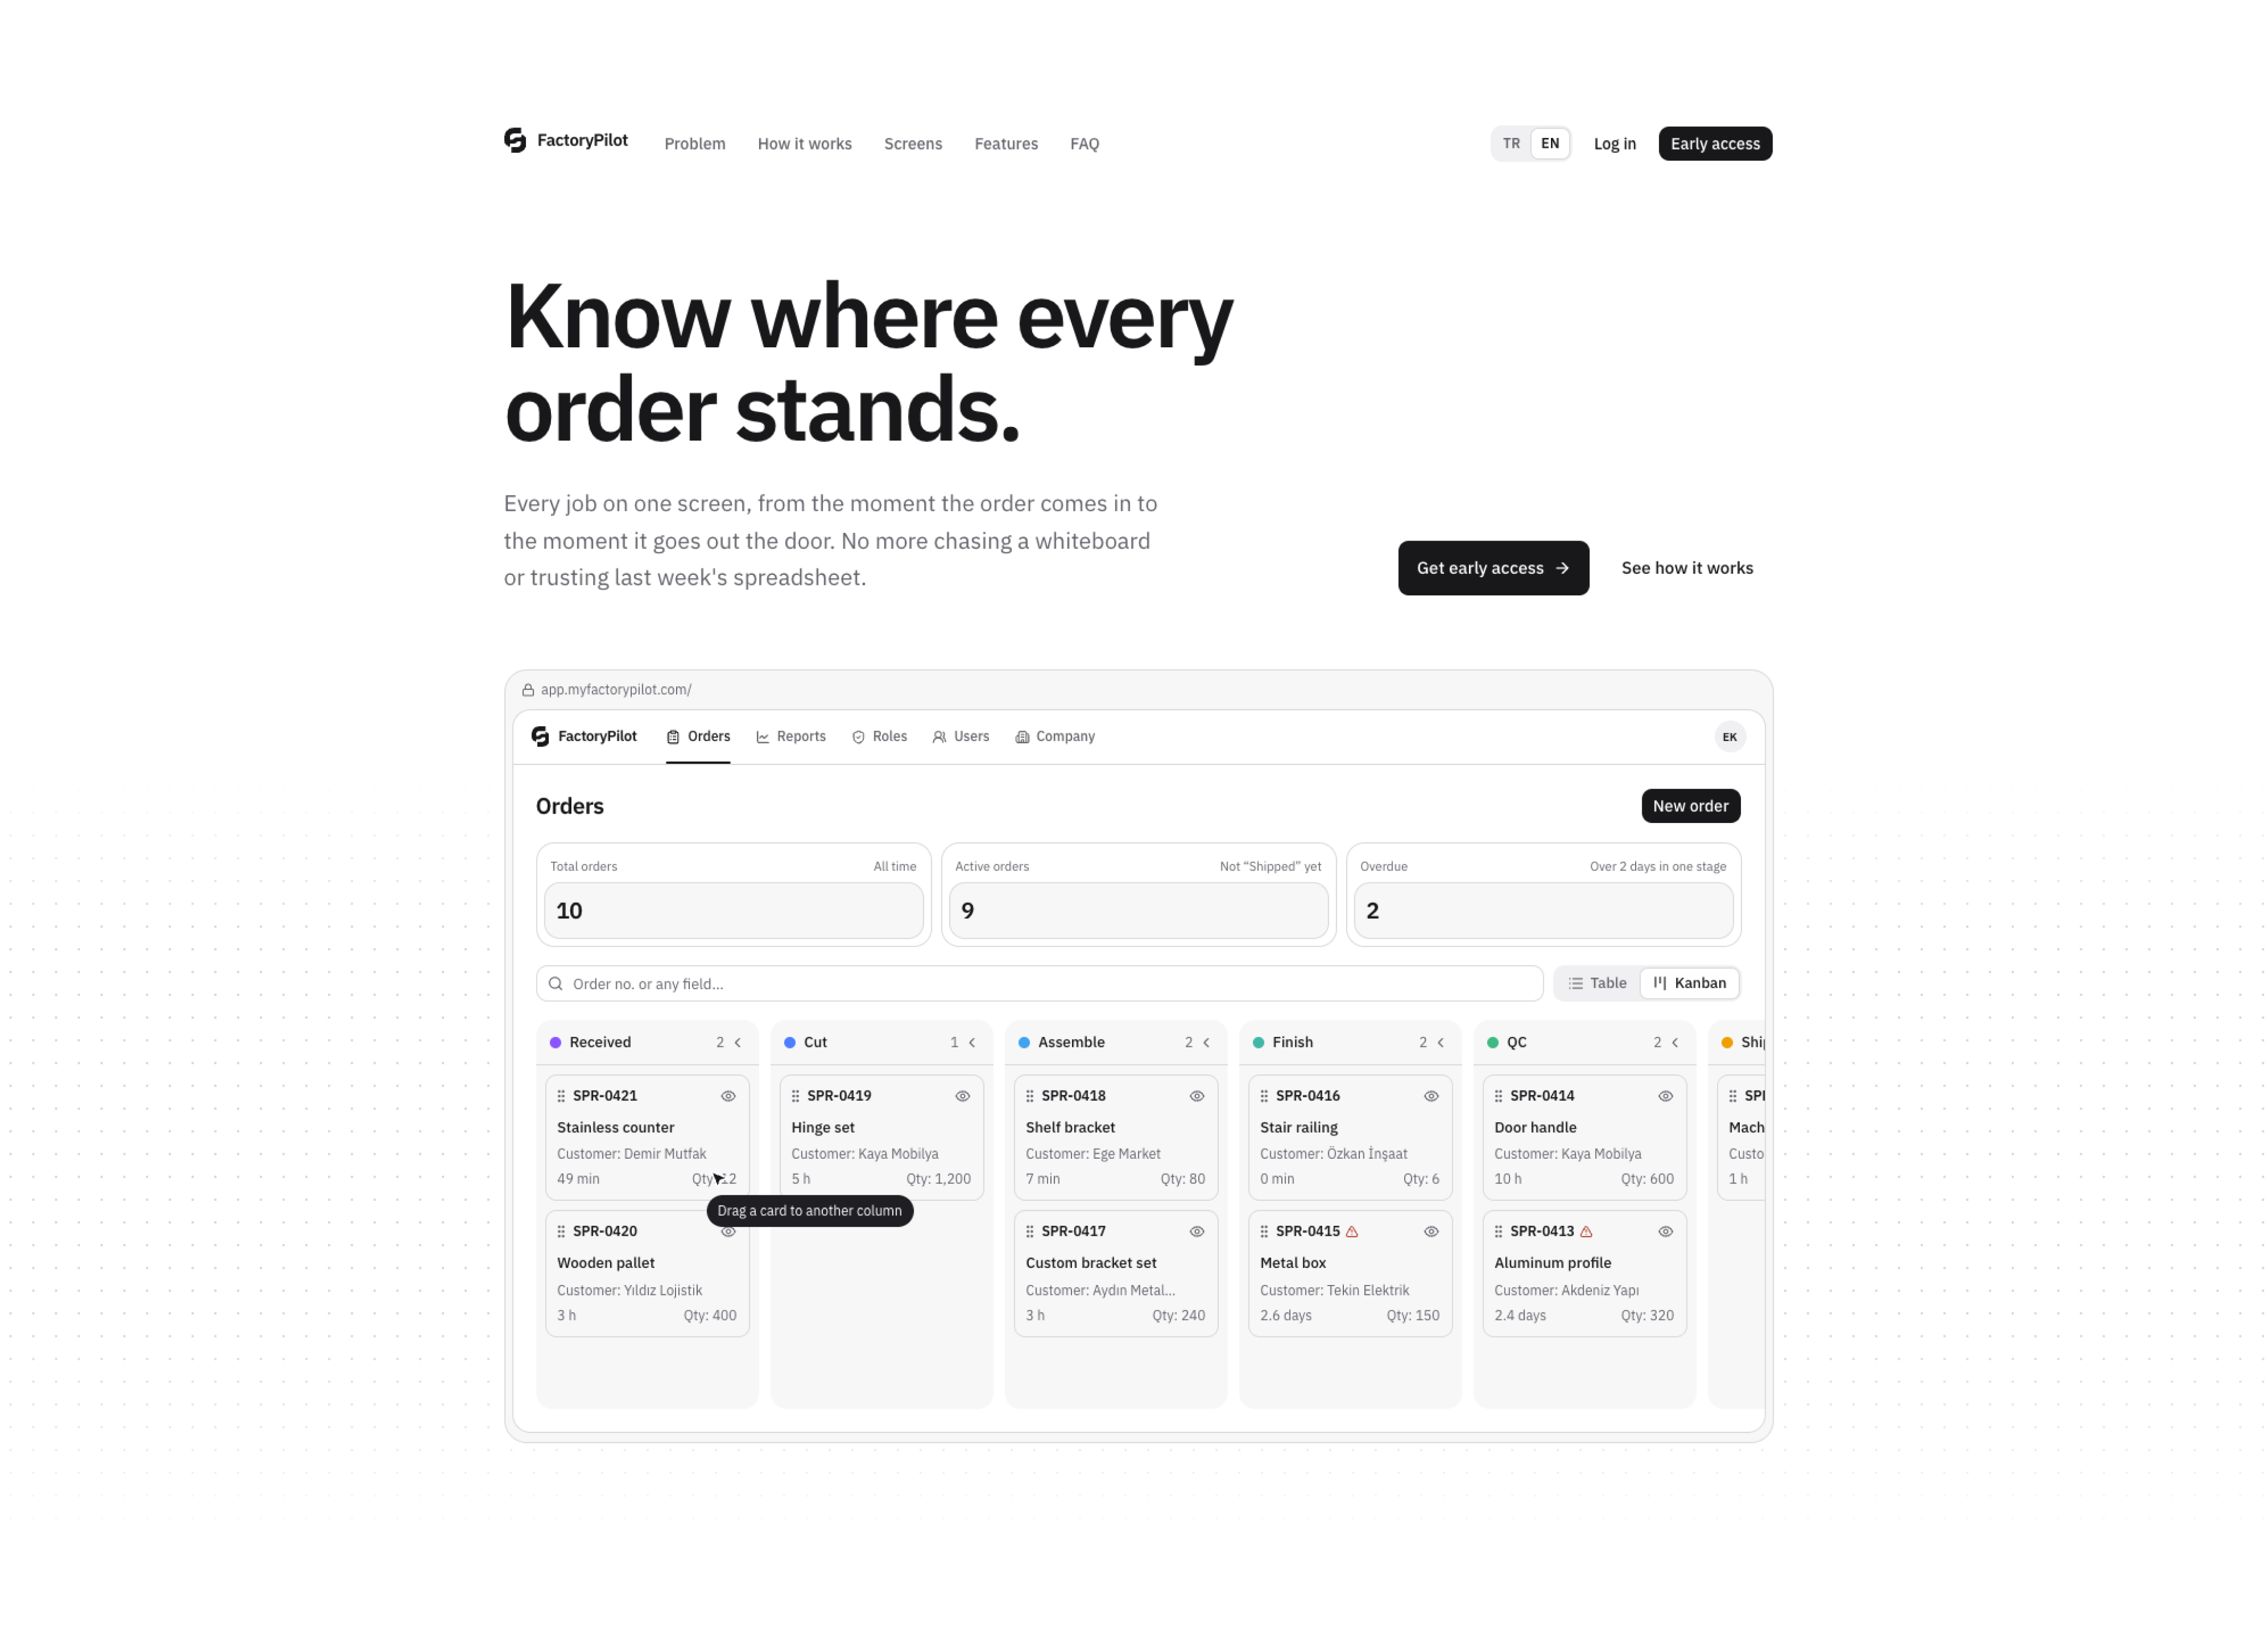 FactoryPilot Problem How it works Screens Features FAQ TR EN Log in Early access
Know where every
order stands.
Every job on one screen, from the moment the order comes in to
the moment it goes out the door. No more chasing a whiteboard
or trusting last week's spreadsheet.
Get early access → See how it works
app.myfactorypilot.com/
FactoryPilot Orders Reports Roles Users Company EK
Orders New order
Total orders All time
10
Active orders Not “Shipped” yet
9
Overdue Over 2 days in one stage
2
Order no. or any field... Table Kanban
Received 2
SPR-0421
Stainless counter
Customer: Demir Mutfak
49 min
Drag a card to another column
SPR-0420
Wooden pallet
Customer: Yıldız Lojistik
3 h Qty: 400
Cut 1
SPR-0419
Hinge set
Customer: Kaya Mobilya
5 h Qty: 1,200
Assemble 2
SPR-0418
Shelf bracket
Customer: Ege Market
7 min Qty: 80
SPR-0417
Custom bracket set
Customer: Aydın Metal...
3 h Qty: 240
Finish 2
SPR-0416
Stair railing
Customer: Özkan İnşaat
0 min Qty: 6
SPR-0415
Metal box
Customer: Tekin Elektrik
2.6 days Qty: 150
QC 2
SPR-0414
Door handle
Customer: Kaya Mobilya
10 h Qty: 600
SPR-0413
Aluminum profile
Customer: Akdeniz Yapı
2.4 days Qty: 320
1 h